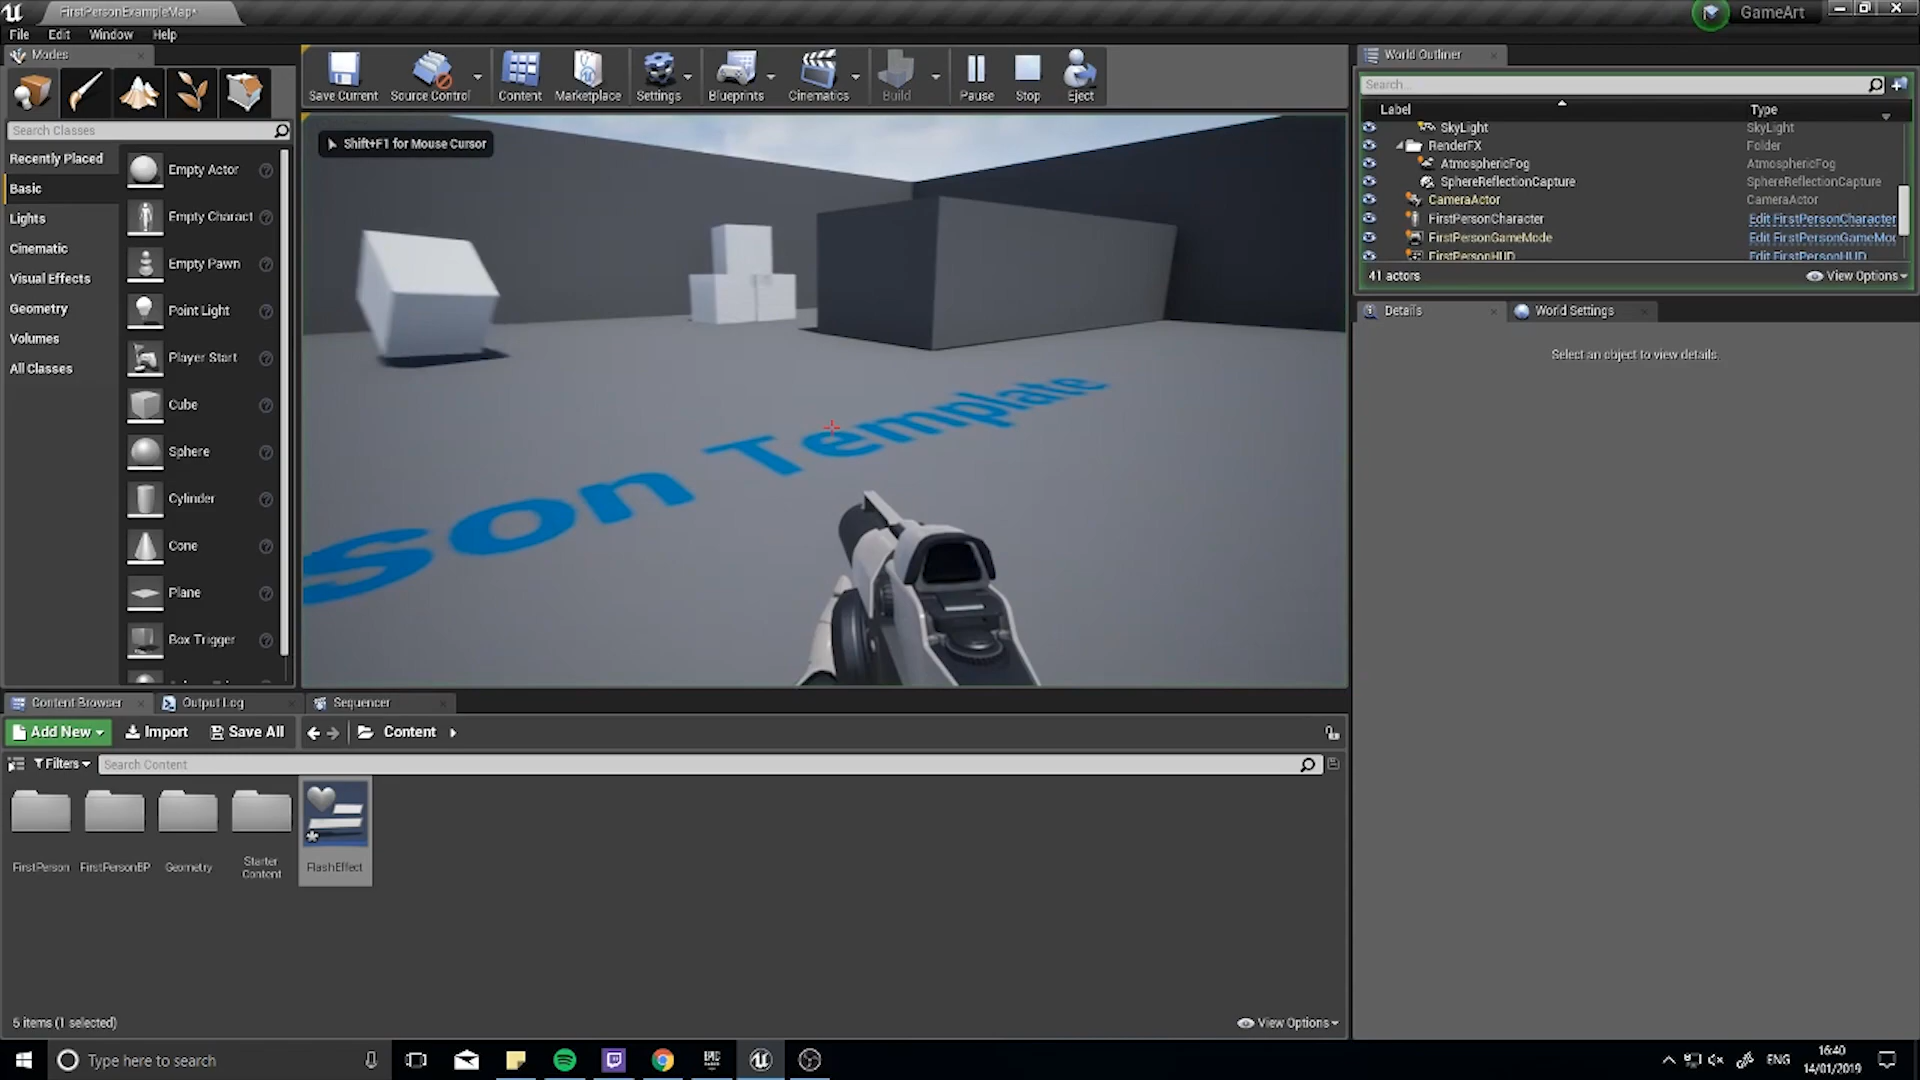 FirstPersonExampleMap*
GameArt
File Edit Window Help
Modes
World Outliner
Save Current
Source Control
Content
Marketplace
Settings
Blueprints
Cinematics
Build
Pause
Stop
Eject
Search...
Label
Type
SkyLight SkyLight
RenderFX Folder
AtmosphericFog AtmosphericFog
SphereReflectionCapture SphereReflectionCapture
CameraActor CameraActor
FirstPersonCharacter Edit FirstPersonCharacter
FirstPersonGameMode Edit FirstPersonGameMo
FirstPersonHUD Edit FirstPersonHUD
41 actors
View Options
Details
World Settings
Select an object to view details.
Search Classes
Recently Placed
Basic
Lights
Cinematic
Visual Effects
Geometry
Volumes
All Classes
Empty Actor
Empty Charact
Empty Pawn
Point Light
Player Start
Cube
Sphere
Cylinder
Cone
Plane
Box Trigger
Shift+F1 for Mouse Cursor
son Template
Content Browser
Output Log
Sequencer
Add New
Import
Save All
Content
Filters
Search Content
FirstPerson
FirstPersonBP
Geometry
Starter
Content
FlashEffect
5 items (1 selected)
View Options
Type here to search
EPIC
ENG
16:40
14/01/2019